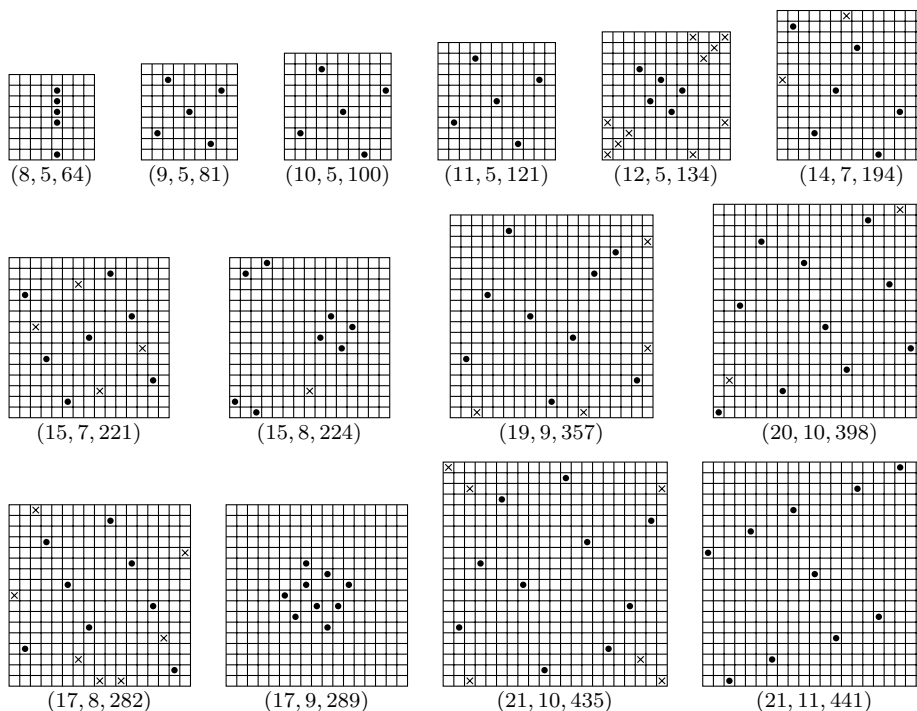 (8, 5, 64) (9, 5, 81) (10, 5, 100) (11, 5, 121) (12, 5, 134) (14, 7, 194)
(15, 7, 221) (15, 8, 224) (19, 9, 357) (20, 10, 398)
(17, 8, 282) (17, 9, 289) (21, 10, 435) (21, 11, 441)